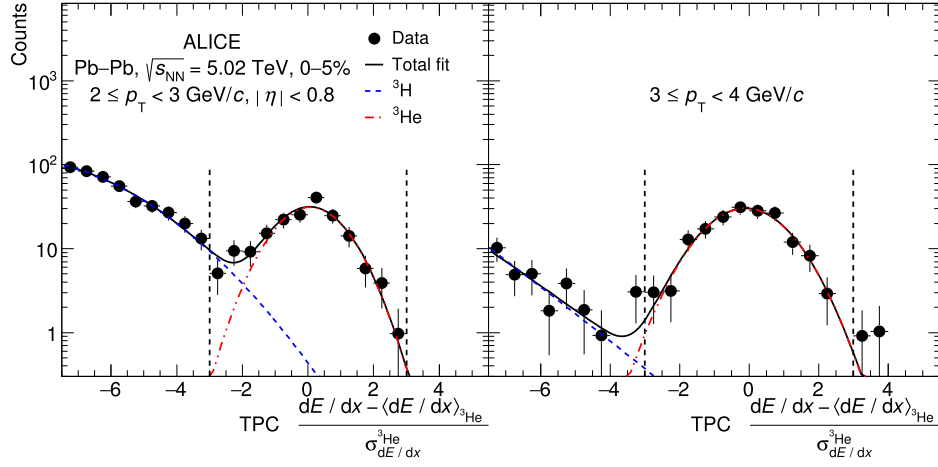 Counts
ALICE
Pb–Pb, √s_NN = 5.02 TeV, 0–5%
2 ≤ p_T < 3 GeV/c, | η | < 0.8
Data
Total fit
³H
³He
3 ≤ p_T < 4 GeV/c
10³
10²
10
1
−6 −4 −2 0 2 4
−6 −4 −2 0 2 4
TPC (dE / dx – ⟨dE / dx⟩_³He) / σ^³He_dE / dx
TPC (dE / dx – ⟨dE / dx⟩_³He) / σ^³He_dE / dx